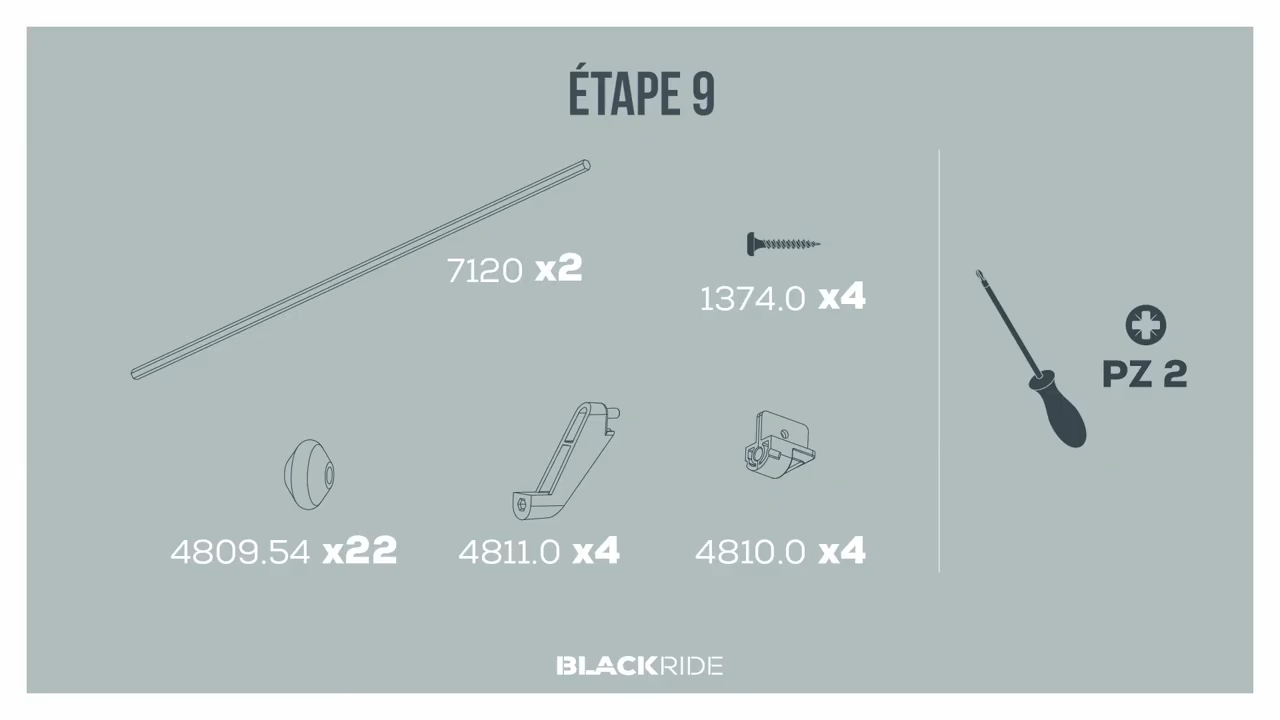 ÉTAPE 9
7120 x2
1374.0 x4
PZ 2
4809.54 x22
4811.0 x4
4810.0 x4
BLACKRIDE